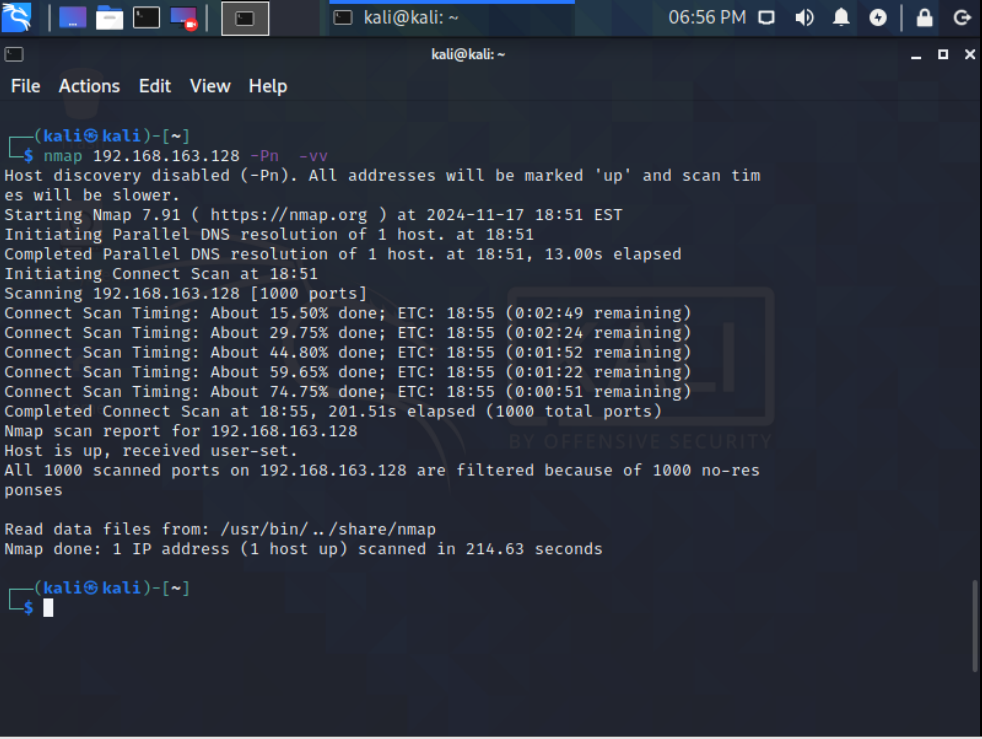 kali@kali: ~
06:56 PM
kali@kali: ~
File Actions Edit View Help
(kali㉿kali)-[~]
$ nmap 192.168.163.128 -Pn -vv
Host discovery disabled (-Pn). All addresses will be marked 'up' and scan tim
es will be slower.
Starting Nmap 7.91 ( https://nmap.org ) at 2024-11-17 18:51 EST
Initiating Parallel DNS resolution of 1 host. at 18:51
Completed Parallel DNS resolution of 1 host. at 18:51, 13.00s elapsed
Initiating Connect Scan at 18:51
Scanning 192.168.163.128 [1000 ports]
Connect Scan Timing: About 15.50% done; ETC: 18:55 (0:02:49 remaining)
Connect Scan Timing: About 29.75% done; ETC: 18:55 (0:02:24 remaining)
Connect Scan Timing: About 44.80% done; ETC: 18:55 (0:01:52 remaining)
Connect Scan Timing: About 59.65% done; ETC: 18:55 (0:01:22 remaining)
Connect Scan Timing: About 74.75% done; ETC: 18:55 (0:00:51 remaining)
Completed Connect Scan at 18:55, 201.51s elapsed (1000 total ports)
Nmap scan report for 192.168.163.128
Host is up, received user-set.
BY OFFENSIVE SECURITY
All 1000 scanned ports on 192.168.163.128 are filtered because of 1000 no-res
ponses
Read data files from: /usr/bin/../share/nmap
Nmap done: 1 IP address (1 host up) scanned in 214.63 seconds
(kali㉿kali)-[~]
$